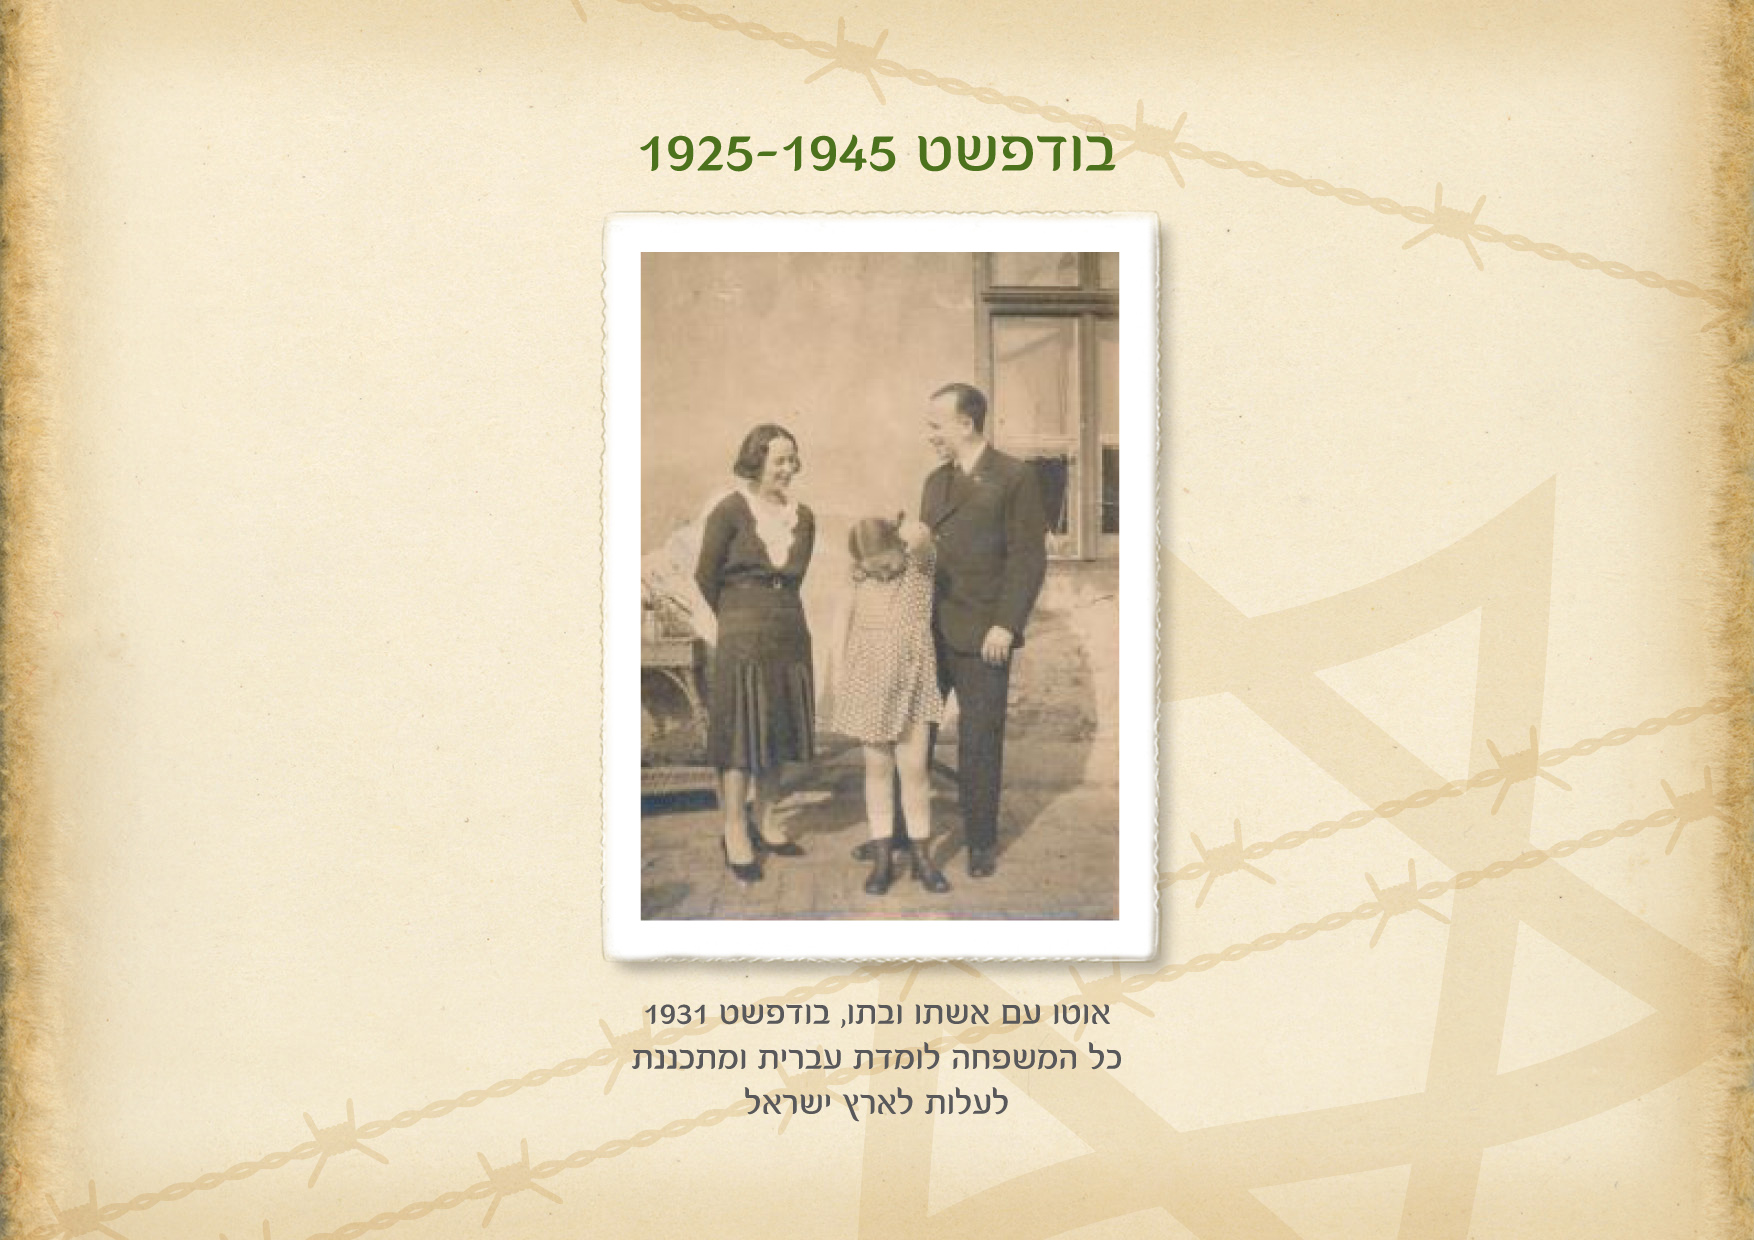 בודפשט 1925-1945
אוטו עם אשתו ובתו, בודפשט 1931
כל המשפחה לומדת עברית ומתכננת
לעלות לארץ ישראל